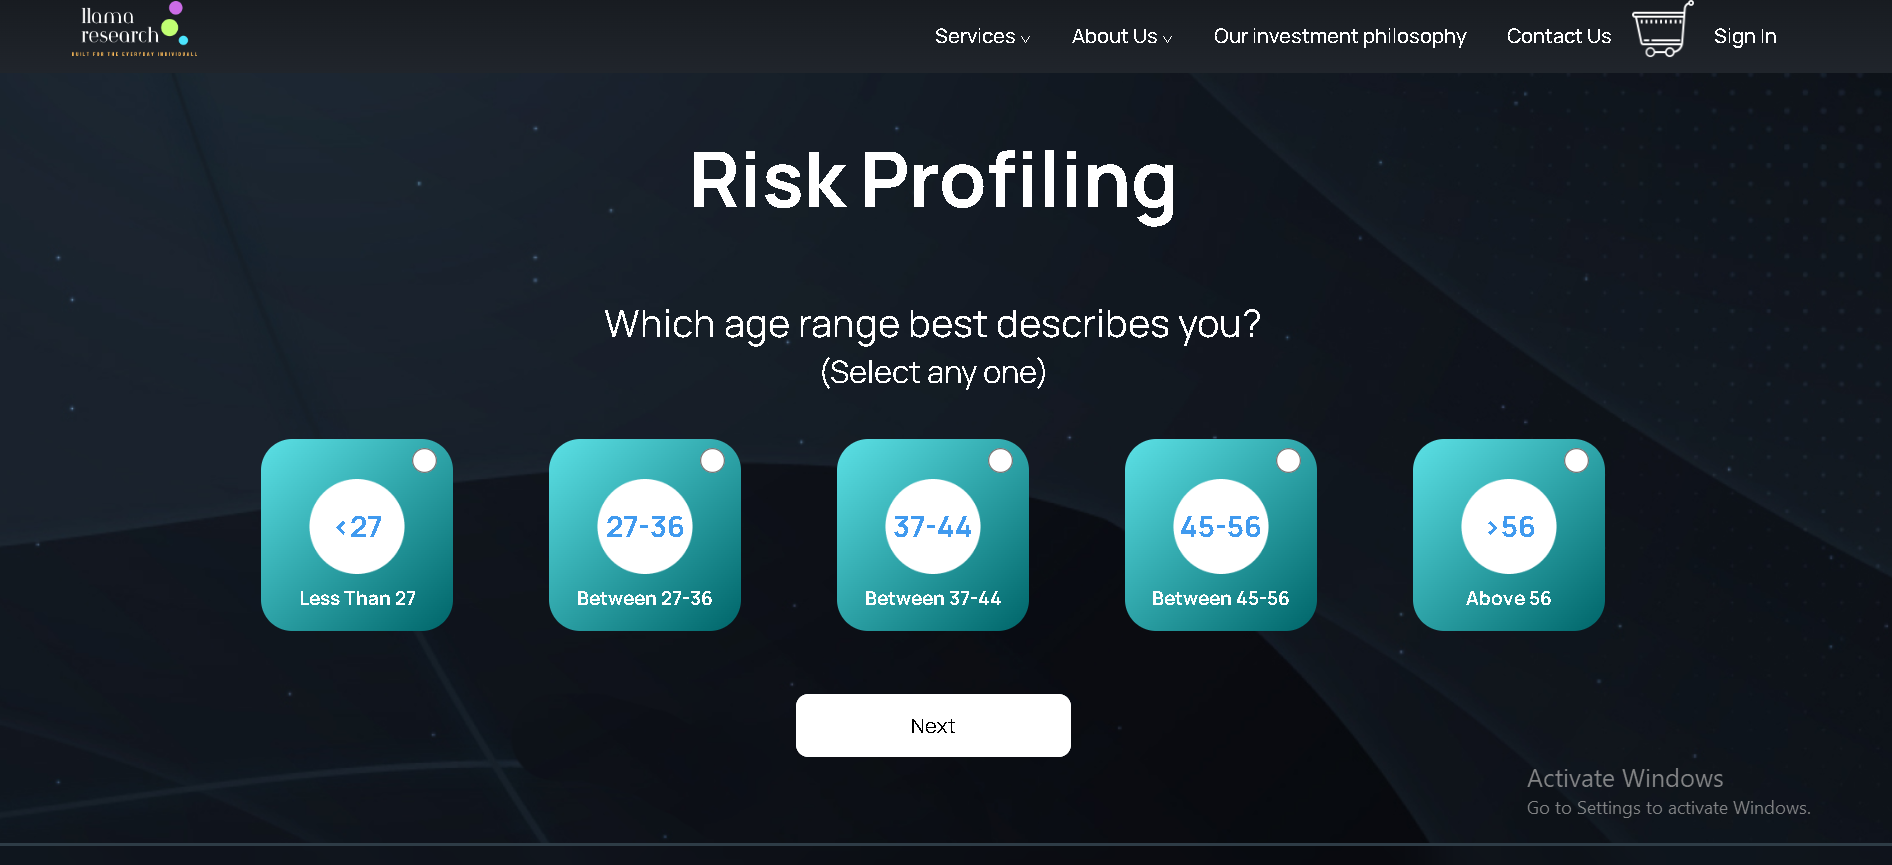 llama
research
BUILT FOR THE EVERYDAY INDIVIDUAL
Services
About Us
Our investment philosophy
Contact Us
Sign In
Risk Profiling
Which age range best describes you?
(Select any one)
<27
27-36
37-44
45-56
>56
Less Than 27
Between 27-36
Between 37-44
Between 45-56
Above 56
Next
Activate Windows
Go to Settings to activate Windows.